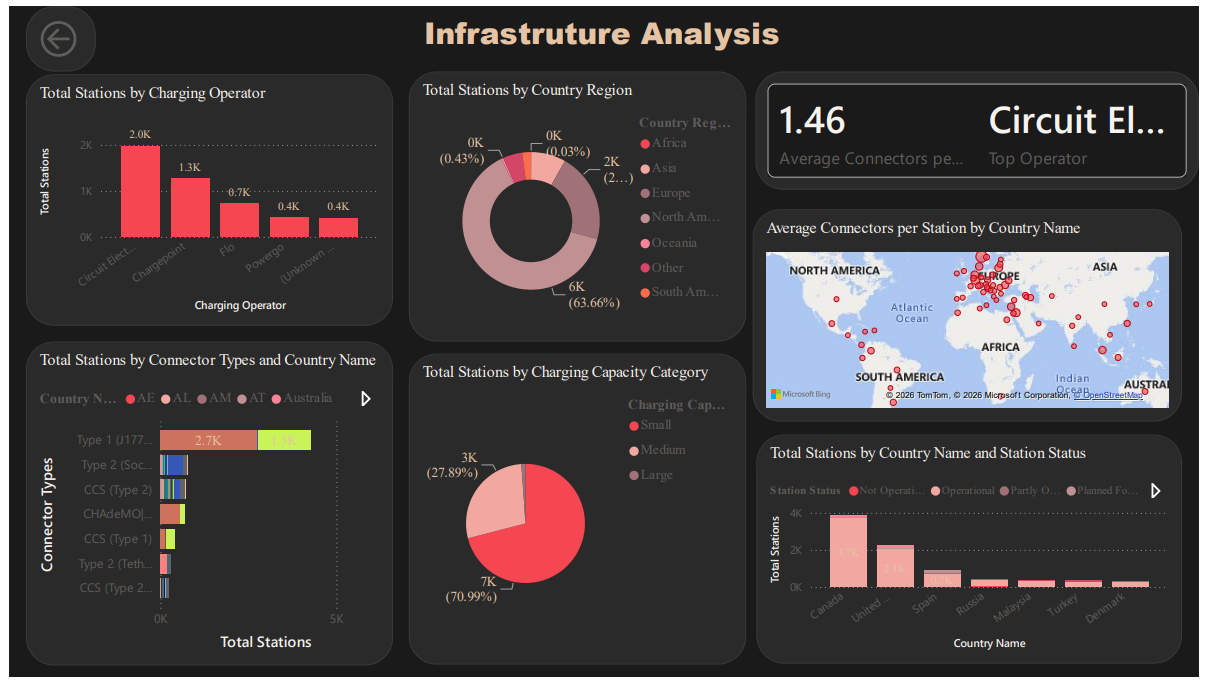 Infrastruture Analysis
Total Stations by Charging Operator
Total Stations
2K
1K
0K
2.0K
1.3K
0.7K
0.4K
0.4K
Circuit Elect...
Chargepoint
Flo
Powergo
(Unknown ...
Charging Operator
Total Stations by Country Region
0K
(0.43%)
0K
(0.03%)
2K
(2...)
6K
(63.66%)
Country Reg...
Africa
Asia
Europe
North Am...
Oceania
Other
South Am...
1.46
Average Connectors pe...
Circuit El...
Top Operator
Average Connectors per Station by Country Name
NORTH AMERICA
EUROPE
ASIA
Atlantic
Ocean
AFRICA
SOUTH AMERICA
Indian
Ocean
AUSTRAL
Microsoft Bing
© 2026 TomTom, © 2026 Microsoft Corporation, © OpenStreetMap
Total Stations by Connector Types and Country Name
Country N...
AE
AL
AM
AT
Australia
Connector Types
Type 1 (J177...
2.7K
1.5K
Type 2 (Soc...
CCS (Type 2)
CHAdeMO|...
CCS (Type 1)
Type 2 (Teth...
CCS (Type 2...
0K
5K
Total Stations
Total Stations by Charging Capacity Category
3K
(27.89%)
7K
(70.99%)
Charging Cap...
Small
Medium
Large
Total Stations by Country Name and Station Status
Station Status
Not Operati...
Operational
Partly O...
Planned Fo...
Total Stations
4K
2K
0K
Canada
United ...
Spain
Russia
Malaysia
Turkey
Denmark
Country Name